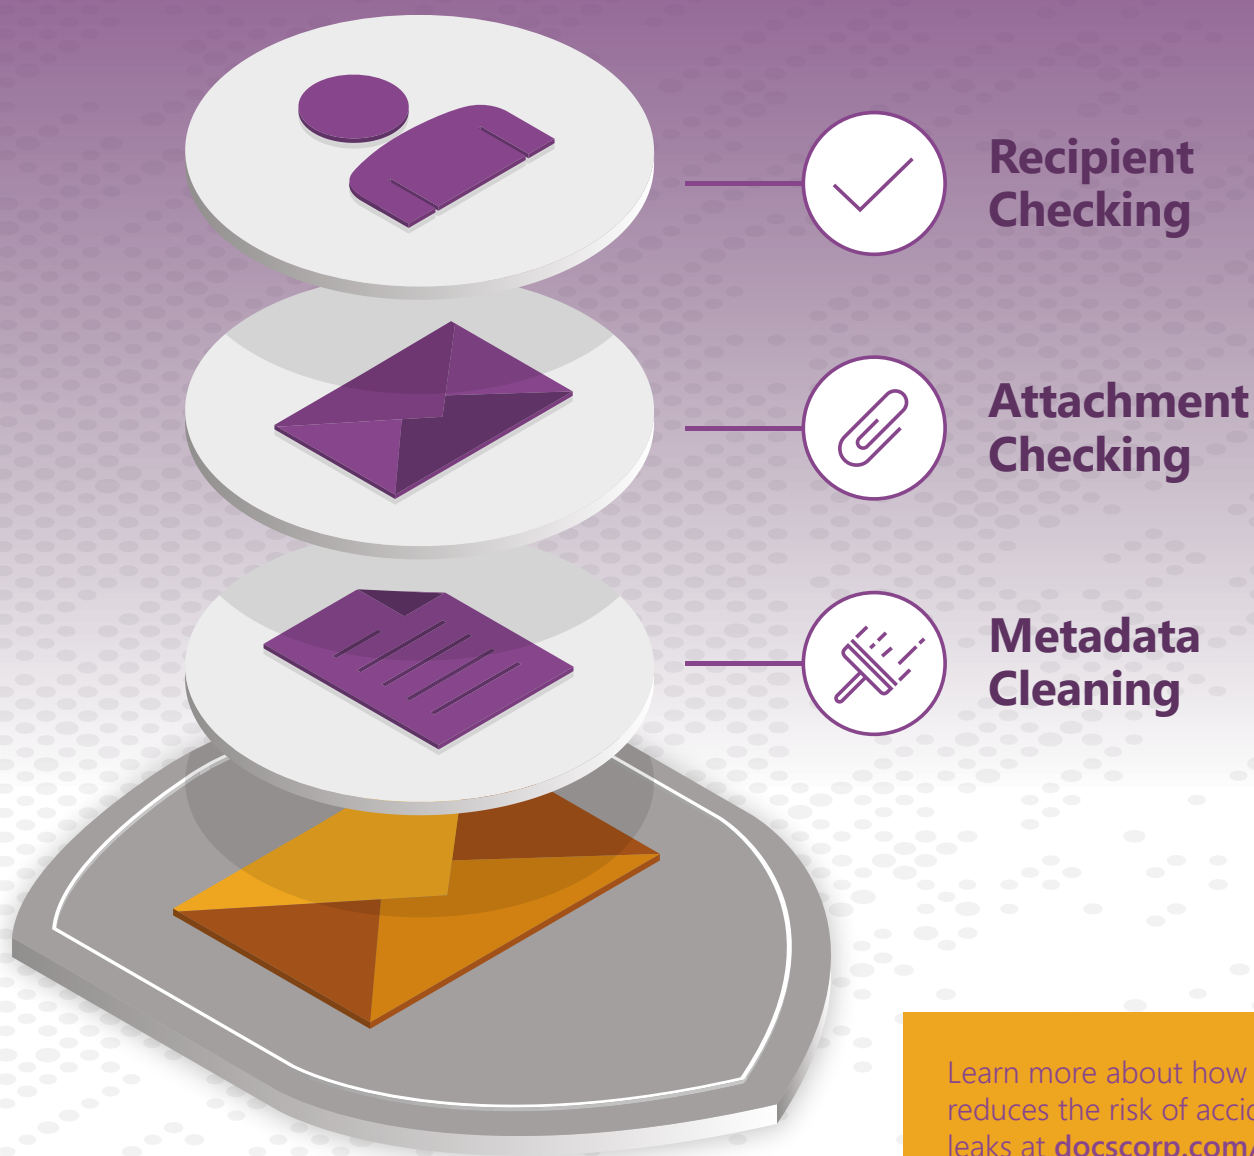 Recipient
Checking
Attachment
Checking
Metadata
Cleaning
Learn more about how
reduces the risk of
leaks at docscorp.com/